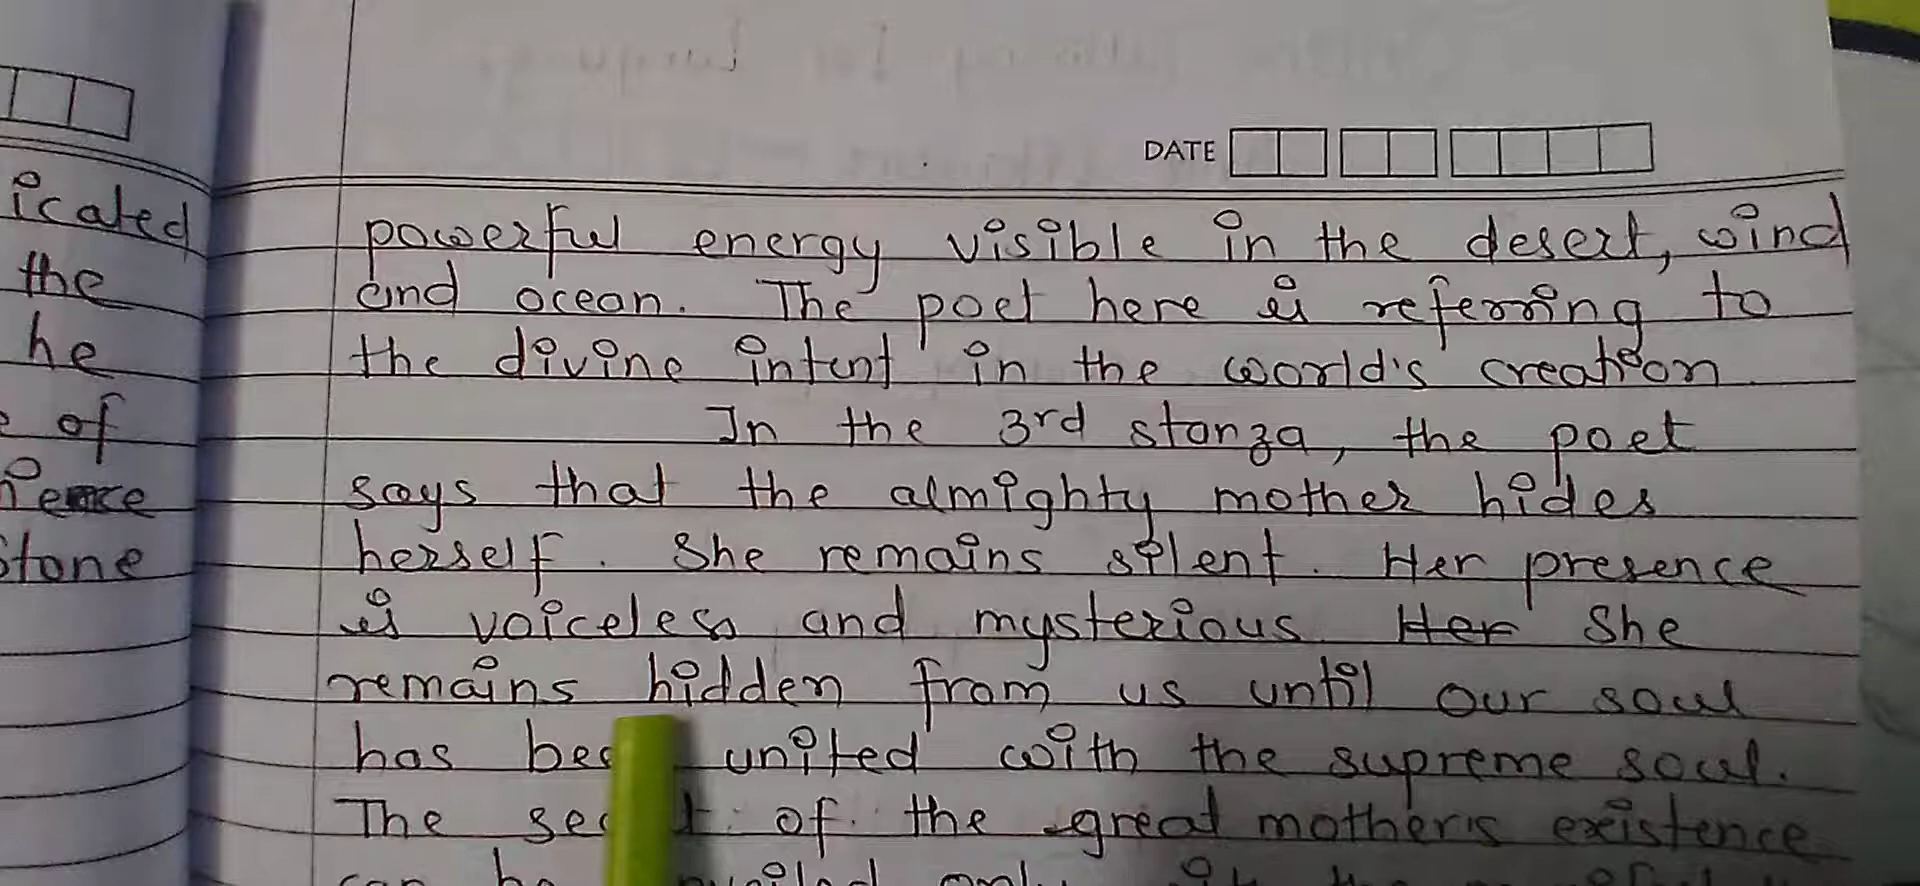 icated
the
he
of
stone
DATE
powerful energy visible in the desert, wind
and ocean. The poet here is referring to
the divine intent in the world's creation
In the 3rd stanza, the poet
says that the almighty mother hides
herself. She remains silent. Her presence
is voiceless and mysterious. Her She
remains hidden from us until our soul
has united with the supreme soul.
The of the great mother's existence